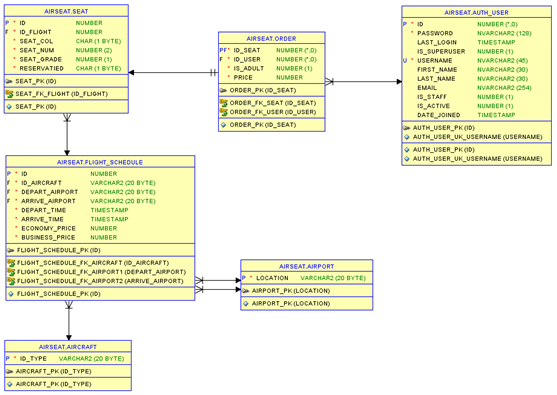 AIRSEAT.SEAT
P * ID NUMBER
F * ID_FLIGHT NUMBER
* SEAT_COL CHAR (1 BYTE)
* SEAT_NUM NUMBER (2)
* SEAT_GRADE NUMBER (1)
* RESERVATIED CHAR (1 BYTE)
SEAT_PK (ID)
SEAT_FK_FLIGHT (ID_FLIGHT)
SEAT_PK (ID)
AIRSEAT.ORDER
PF* ID_SEAT NUMBER (*,0)
F * ID_USER NUMBER (*,0)
* IS_ADULT NUMBER (1)
* PRICE NUMBER
ORDER_PK (ID_SEAT)
ORDER_FK_SEAT (ID_SEAT)
ORDER_FK_USER (ID_USER)
ORDER_PK (ID_SEAT)
AIRSEAT.AUTH_USER
P * ID NUMBER (*,0)
* PASSWORD NVARCHAR2 (128)
LAST_LOGIN TIMESTAMP
* IS_SUPERUSER NUMBER (1)
U * USERNAME NVARCHAR2 (45)
FIRST_NAME NVARCHAR2 (30)
LAST_NAME NVARCHAR2 (30)
EMAIL NVARCHAR2 (254)
* IS_STAFF NUMBER (1)
* IS_ACTIVE NUMBER (1)
* DATE_JOINED TIMESTAMP
AUTH_USER_PK (ID)
AUTH_USER_UK_USERNAME (USERNAME)
AUTH_USER_PK (ID)
AUTH_USER_UK_USERNAME (USERNAME)
AIRSEAT.FLIGHT_SCHEDULE
P * ID NUMBER
F * ID_AIRCRAFT VARCHAR2 (20 BYTE)
F * DEPART_AIRPORT VARCHAR2 (20 BYTE)
F * ARRIVE_AIRPORT VARCHAR2 (20 BYTE)
* DEPART_TIME TIMESTAMP
* ARRIVE_TIME TIMESTAMP
* ECONOMY_PRICE NUMBER
* BUSINESS_PRICE NUMBER
FLIGHT_SCHEDULE_PK (ID)
FLIGHT_SCHEDULE_FK_AIRCRAFT (ID_AIRCRAFT)
FLIGHT_SCHEDULE_FK_AIRPORT1 (DEPART_AIRPORT)
FLIGHT_SCHEDULE_FK_AIRPORT2 (ARRIVE_AIRPORT)
FLIGHT_SCHEDULE_PK (ID)
AIRSEAT.AIRPORT
P * LOCATION VARCHAR2 (20 BYTE)
AIRPORT_PK (LOCATION)
AIRPORT_PK (LOCATION)
AIRSEAT.AIRCRAFT
P * ID_TYPE VARCHAR2 (20 BYTE)
AIRCRAFT_PK (ID_TYPE)
AIRCRAFT_PK (ID_TYPE)